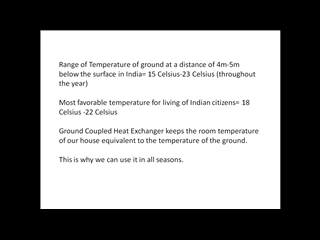 Range of Temperature of ground at a distance of 4m-5m
below the surface in India= 15 Celsius-23 Celsius (throughout
the year)
Most favorable temperature for living of Indian citizens= 18
Celsius -22 Celsius
Ground Coupled Heat Exchanger keeps the room temperature
of our house equivalent to the temperature of the ground.
This is why we can use it in all seasons.